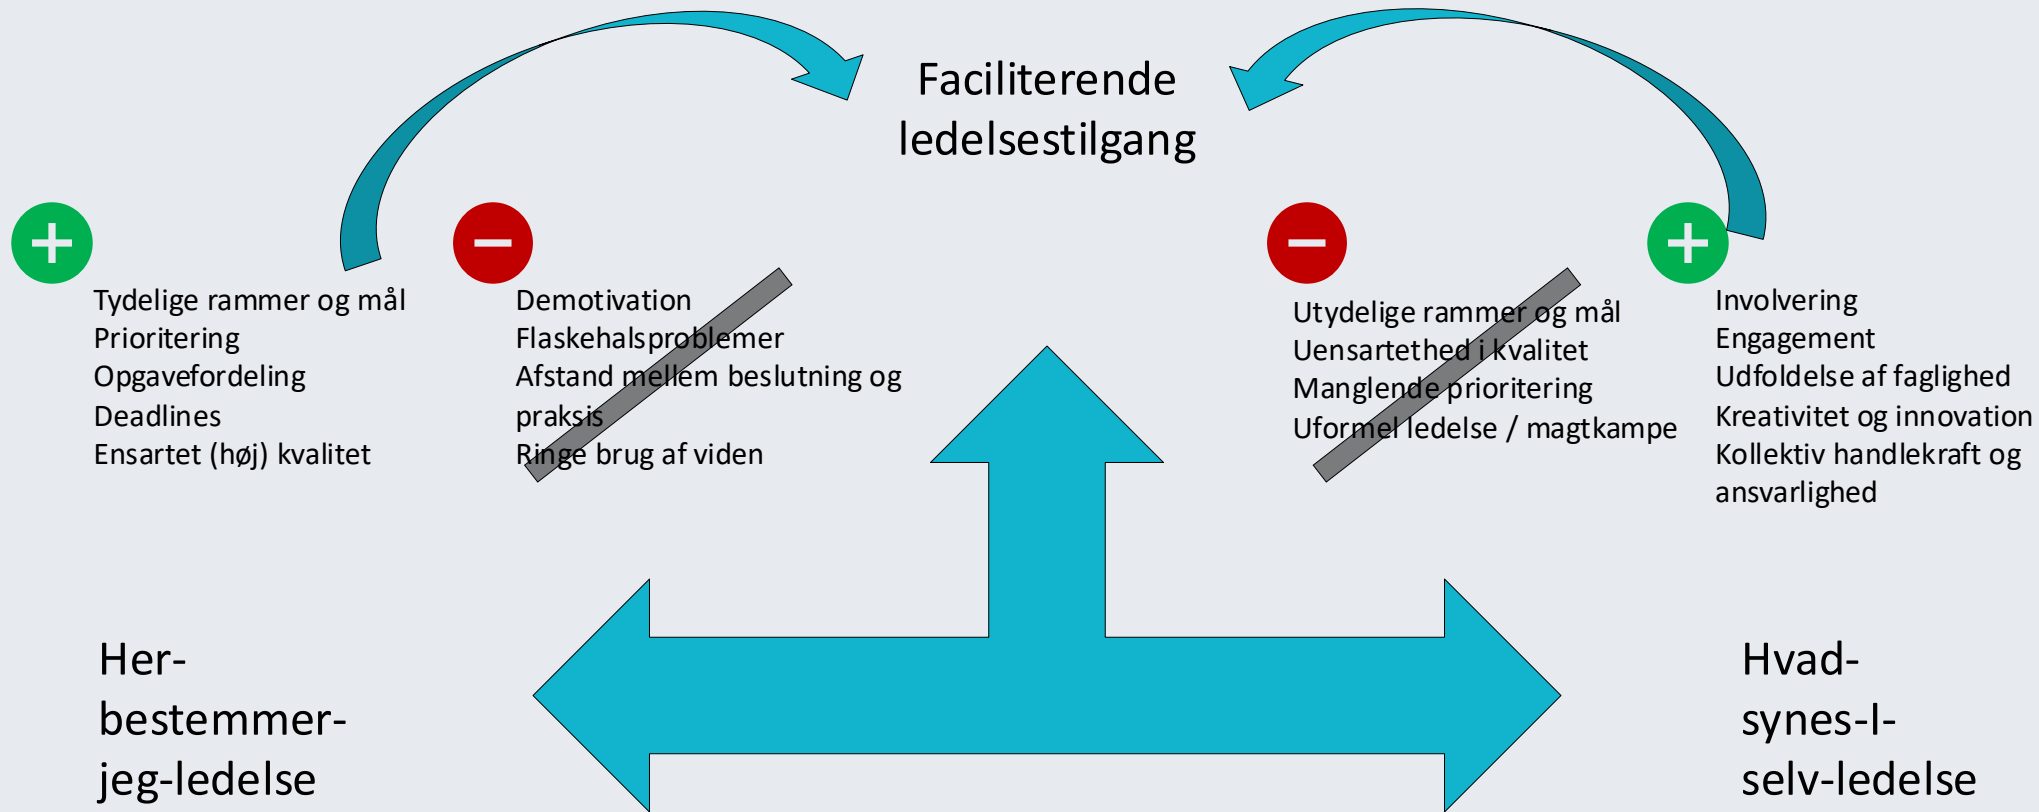 Faciliterende
ledelsestilgang
Tydelige rammer og mål
Prioritering
Opgavefordeling
Deadlines
Ensartet (høj) kvalitet
Demotivation
Flaskehalsproblemer
Afstand mellem beslutning og
praksis
Ringe brug af viden
Utydelige rammer og mål
Uensartethed i kvalitet
Manglende prioritering
Uformel ledelse / magtkampe
Involvering
Engagement
Udfoldelse af faglighed
Kreativitet og innovation
Kollektiv handlekraft og
ansvarlighed
Her-
bestemmer-
jeg-ledelse
Hvad-
synes-I-
selv-ledelse